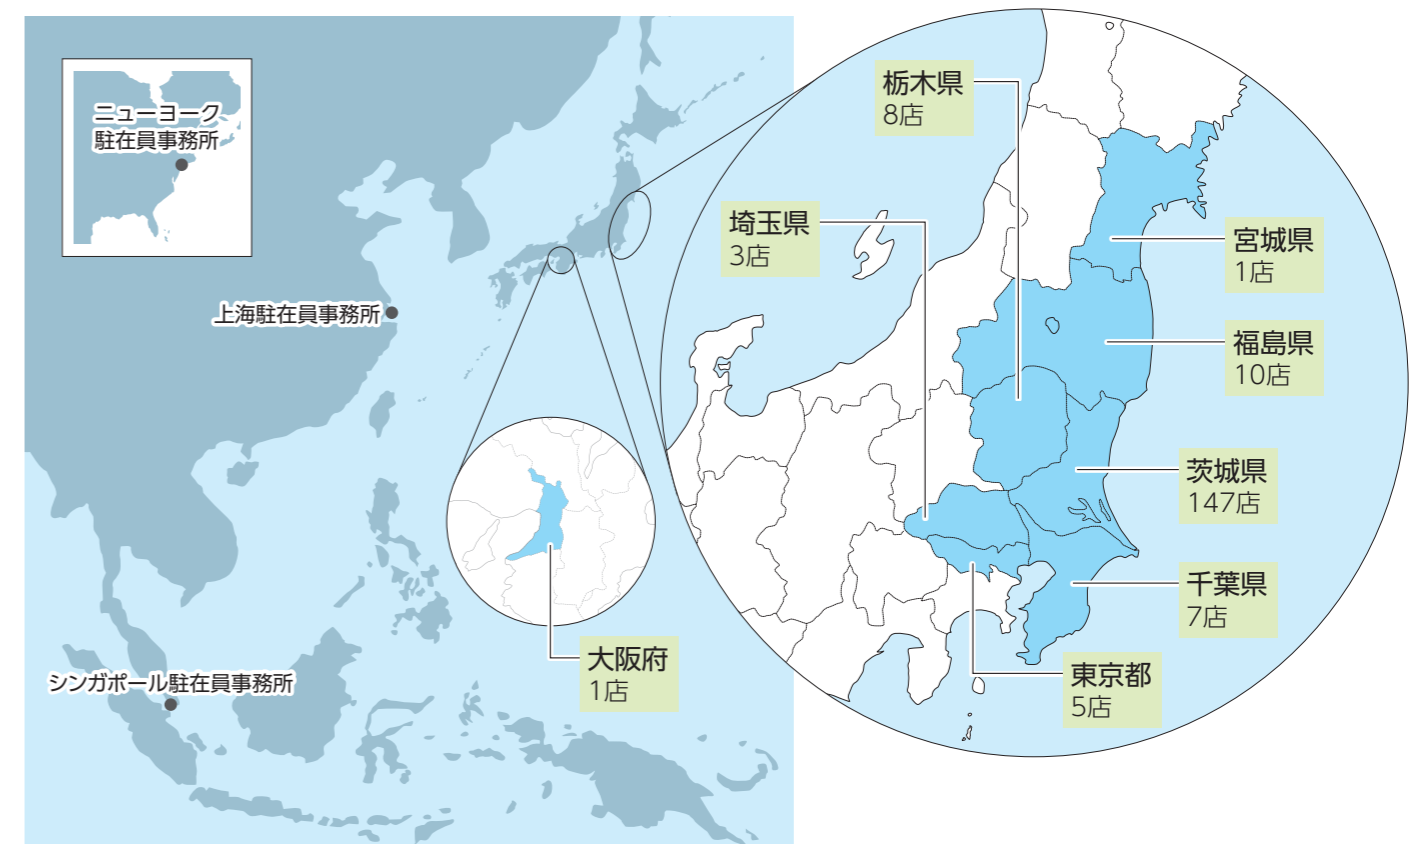 ニューヨーク
駐在員事務所
上海駐在員事務所
シンガポール駐在員事務所
大阪府
1店
栃木県
8店
埼玉県
3店
宮城県
1店
福島県
10店
茨城県
147店
千葉県
7店
東京都
5店